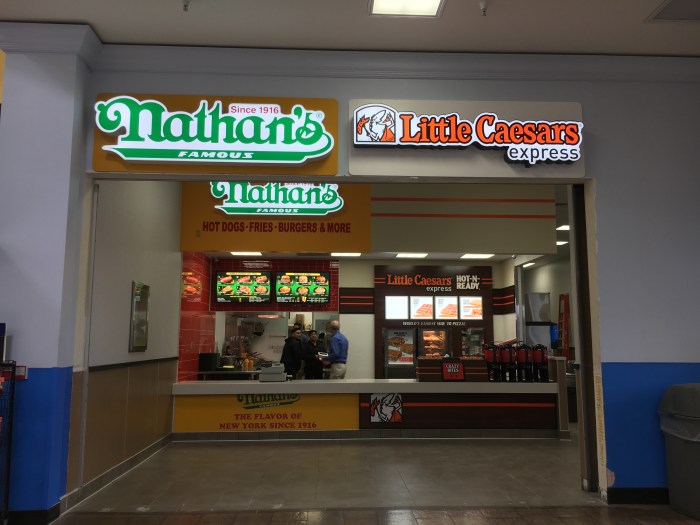 Since 1916
Nathan's
FAMOUS
Little Caesars
express
Nathan's
FAMOUS
HOT DOGS • FRIES • BURGERS & MORE
Little Caesars
express
HOT-N-
READY
Nathan's
THE FLAVOR OF
NEW YORK SINCE 1916